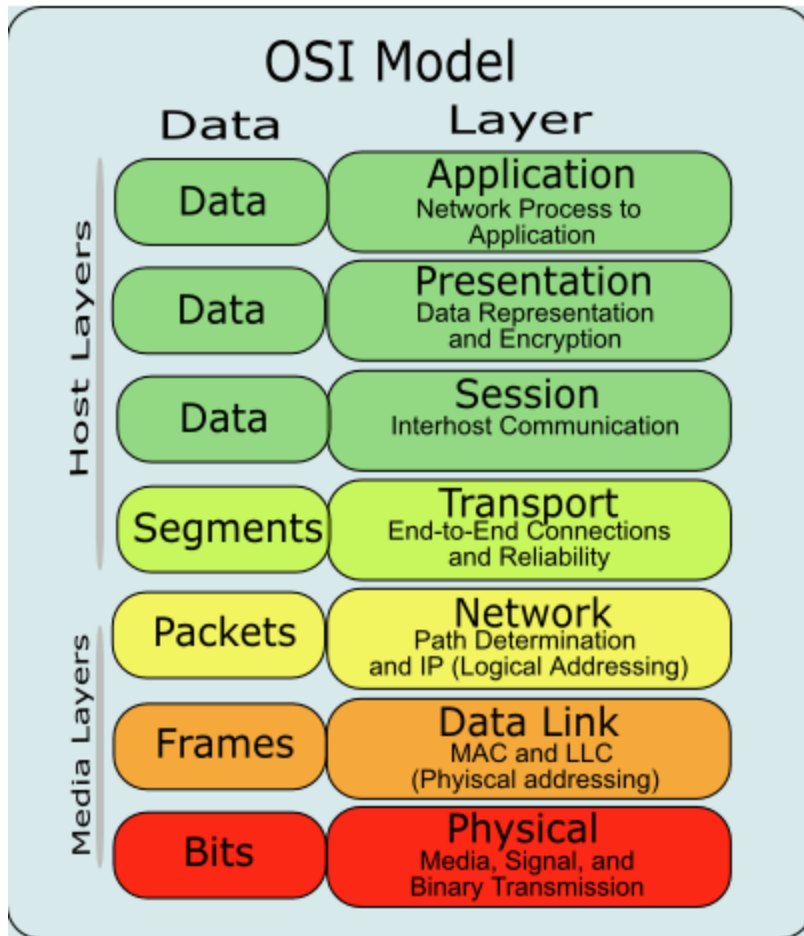 OSI Model
Data
Layer
Host Layers
Data
Application
Network Process to
Application
Data
Presentation
Data Representation
and Encryption
Data
Session
Interhost Communication
Segments
Transport
End-to-End Connections
and Reliability
Media Layers
Packets
Network
Path Determination
and IP (Logical Addressing)
Frames
Data Link
MAC and LLC
(Phyiscal addressing)
Bits
Physical
Media, Signal, and
Binary Transmission